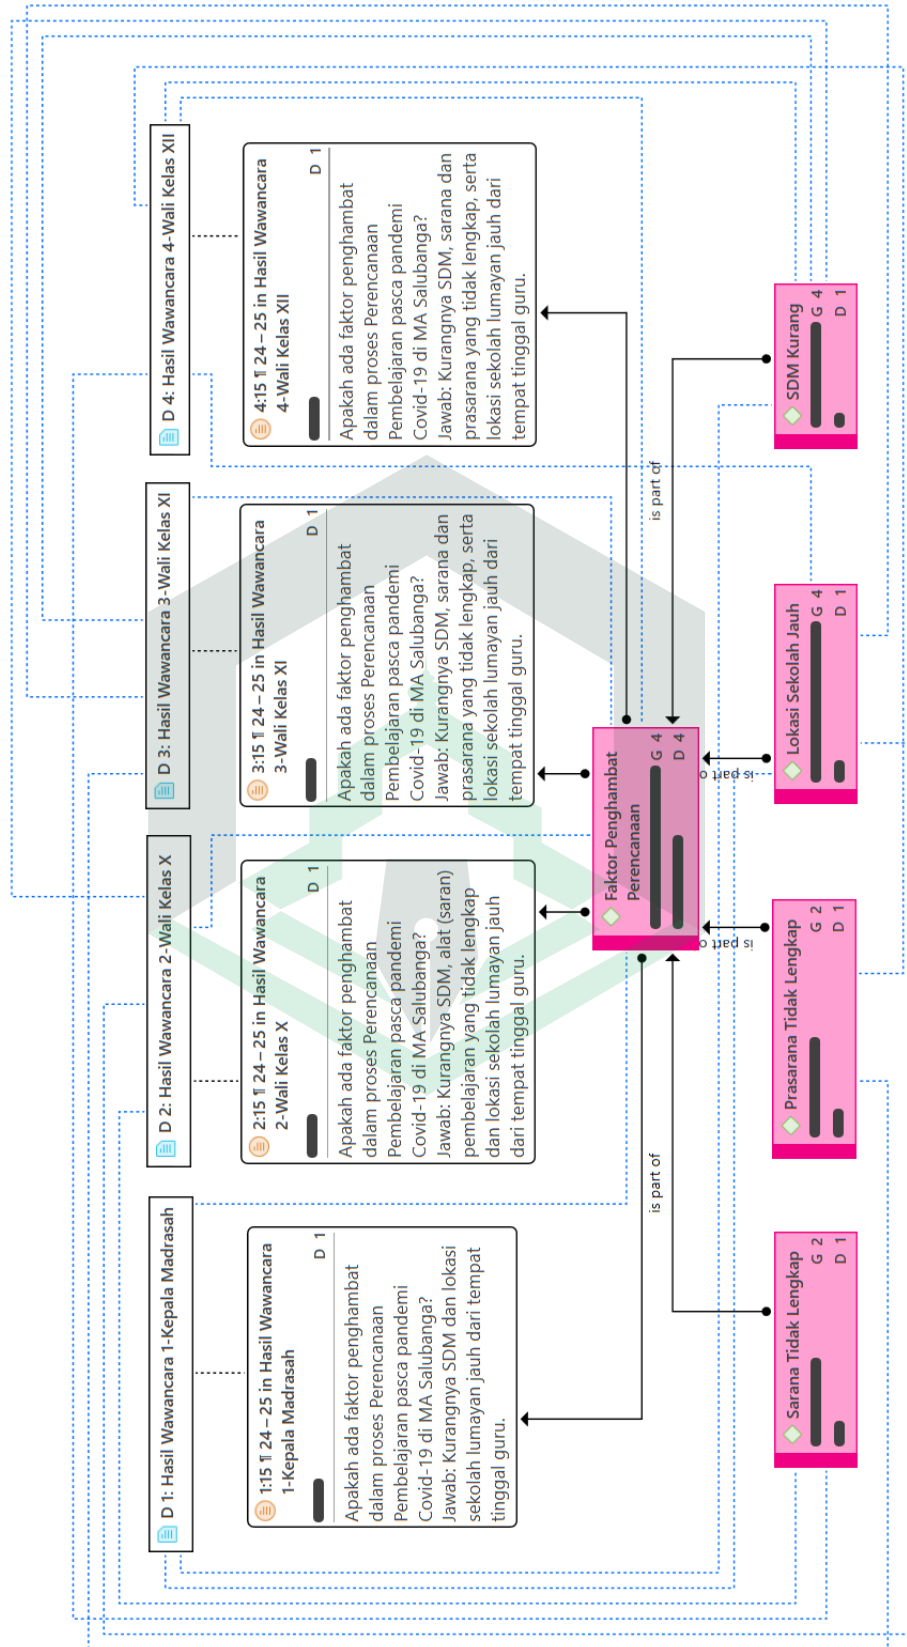 D 1: Hasil Wawancara 1-Kepala Madrasah
D 2: Hasil Wawancara 2-Wali Kelas X
D 3: Hasil Wawancara 3-Wali Kelas XI
D 4: Hasil Wawancara 4-Wali Kelas XII
1:15 ¶ 24 – 25 in Hasil Wawancara
1-Kepala Madrasah
D 1
Apakah ada faktor penghambat
dalam proses Perencanaan
Pembelajaran pasca pandemi
Covid-19 di MA Salubanga?
Jawab: Kurangnya SDM dan lokasi
sekolah lumayan jauh dari tempat
tinggal guru.
2:15 ¶ 24 – 25 in Hasil Wawancara
2-Wali Kelas X
D 1
Apakah ada faktor penghambat
dalam proses Perencanaan
Pembelajaran pasca pandemi
Covid-19 di MA Salubanga?
Jawab: Kurangnya SDM, alat (saran)
pembelajaran yang tidak lengkap
dan lokasi sekolah lumayan jauh
dari tempat tinggal guru.
3:15 ¶ 24 – 25 in Hasil Wawancara
3-Wali Kelas XI
D 1
Apakah ada faktor penghambat
dalam proses Perencanaan
Pembelajaran pasca pandemi
Covid-19 di MA Salubanga?
Jawab: Kurangnya SDM, sarana dan
prasarana yang tidak lengkap, serta
lokasi sekolah lumayan jauh dari
tempat tinggal guru.
4:15 ¶ 24 – 25 in Hasil Wawancara
4-Wali Kelas XII
D 1
Apakah ada faktor penghambat
dalam proses Perencanaan
Pembelajaran pasca pandemi
Covid-19 di MA Salubanga?
Jawab: Kurangnya SDM, sarana dan
prasarana yang tidak lengkap, serta
lokasi sekolah lumayan jauh dari
tempat tinggal guru.
Faktor Penghambat
Perencanaan
G 4
D 4
is part of
is part o
is part o
is part of
Sarana Tidak Lengkap
G 2
D 1
Prasarana Tidak Lengkap
G 2
D 1
Lokasi Sekolah Jauh
G 4
D 1
SDM Kurang
G 4
D 1